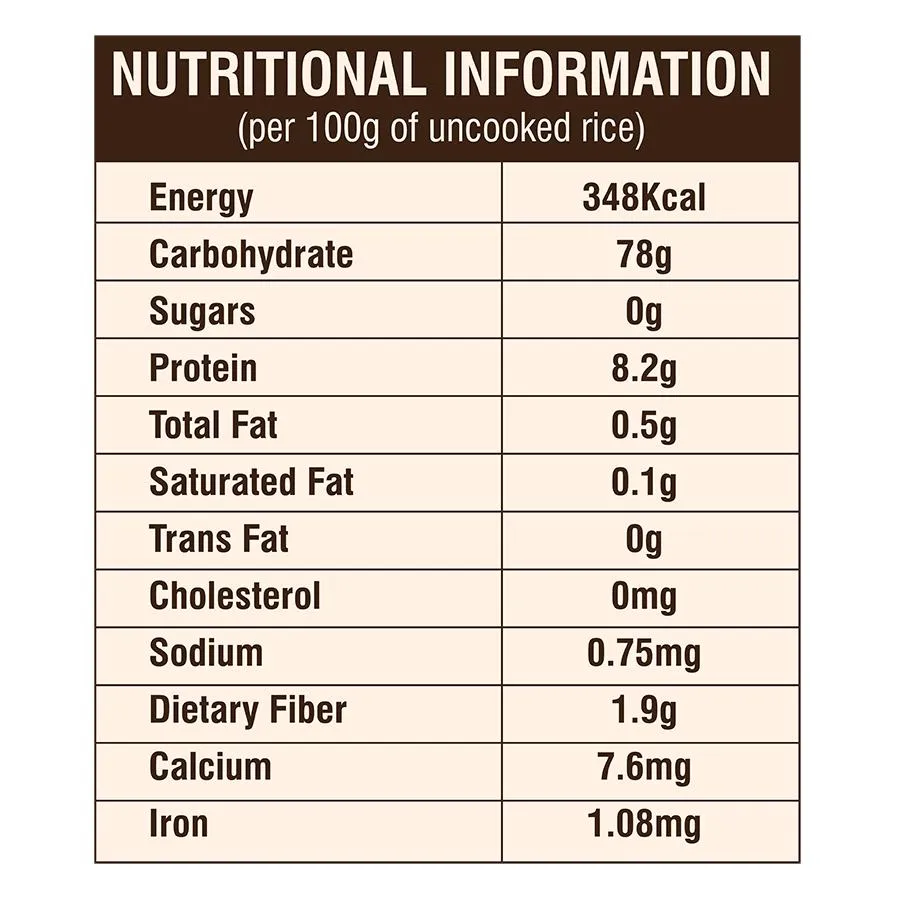 NUTRITIONAL INFORMATION
(per 100g of uncooked rice)
Energy 348Kcal
Carbohydrate 78g
Sugars 0g
Protein 8.2g
Total Fat 0.5g
Saturated Fat 0.1g
Trans Fat 0g
Cholesterol 0mg
Sodium 0.75mg
Dietary Fiber 1.9g
Calcium 7.6mg
Iron 1.08mg